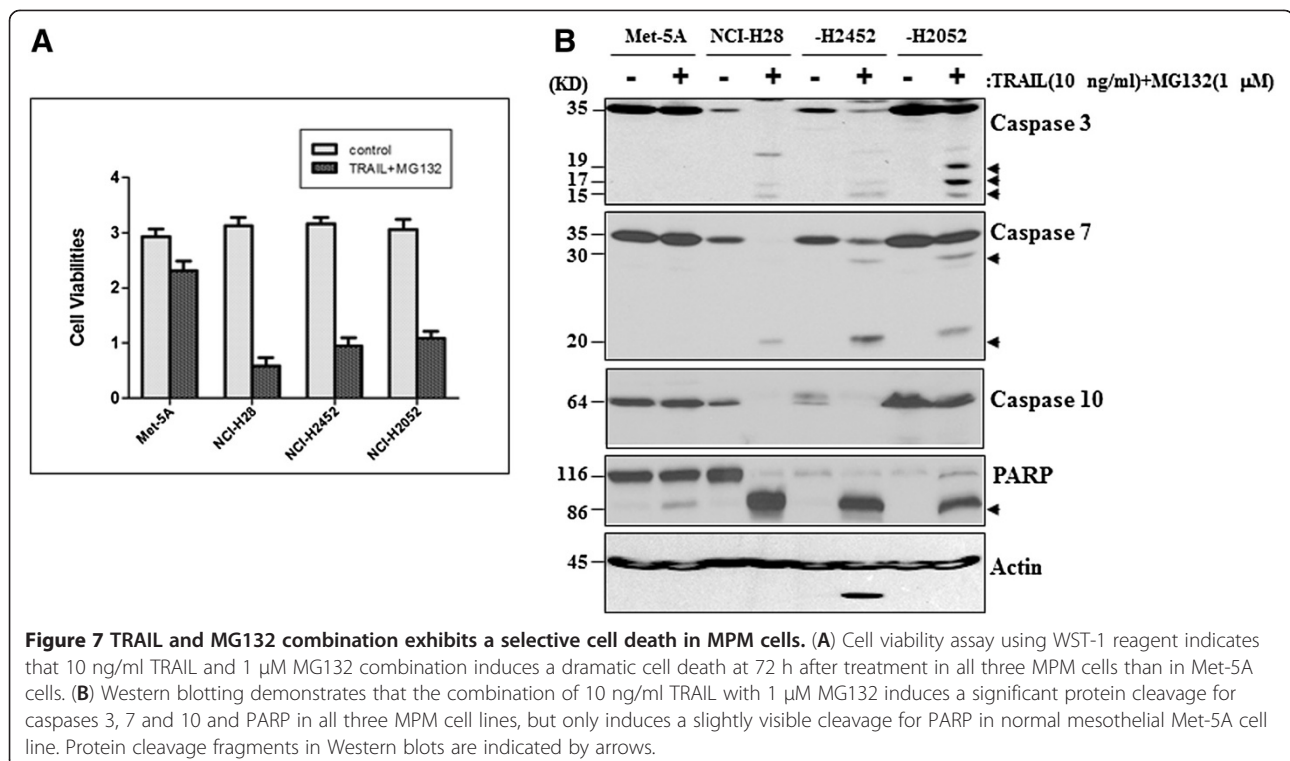 A
control
TRAIL+MG132
Cell Viabilities
4
3
2
1
0
Met-5A
NCI-H28
NCI-H2452
NCI-H2052
B
Met-5A NCI-H28 -H2452 -H2052
(KD) - + - + - + - + :TRAIL(10 ng/ml)+MG132(1 μM)
35
Caspase 3
19
17
15
35
Caspase 7
30
20
64
Caspase 10
116
PARP
86
45
Actin
Figure 7 TRAIL and MG132 combination exhibits a selective cell death in MPM cells. (A) Cell viability assay using WST-1 reagent indicates
that 10 ng/ml TRAIL and 1 μM MG132 combination induces a dramatic cell death at 72 h after treatment in all three MPM cells than in Met-5A
cells. (B) Western blotting demonstrates that the combination of 10 ng/ml TRAIL with 1 μM MG132 induces a significant protein cleavage for
caspases 3, 7 and 10 and PARP in all three MPM cell lines, but only induces a slightly visible cleavage for PARP in normal mesothelial Met-5A cell
line. Protein cleavage fragments in Western blots are indicated by arrows.